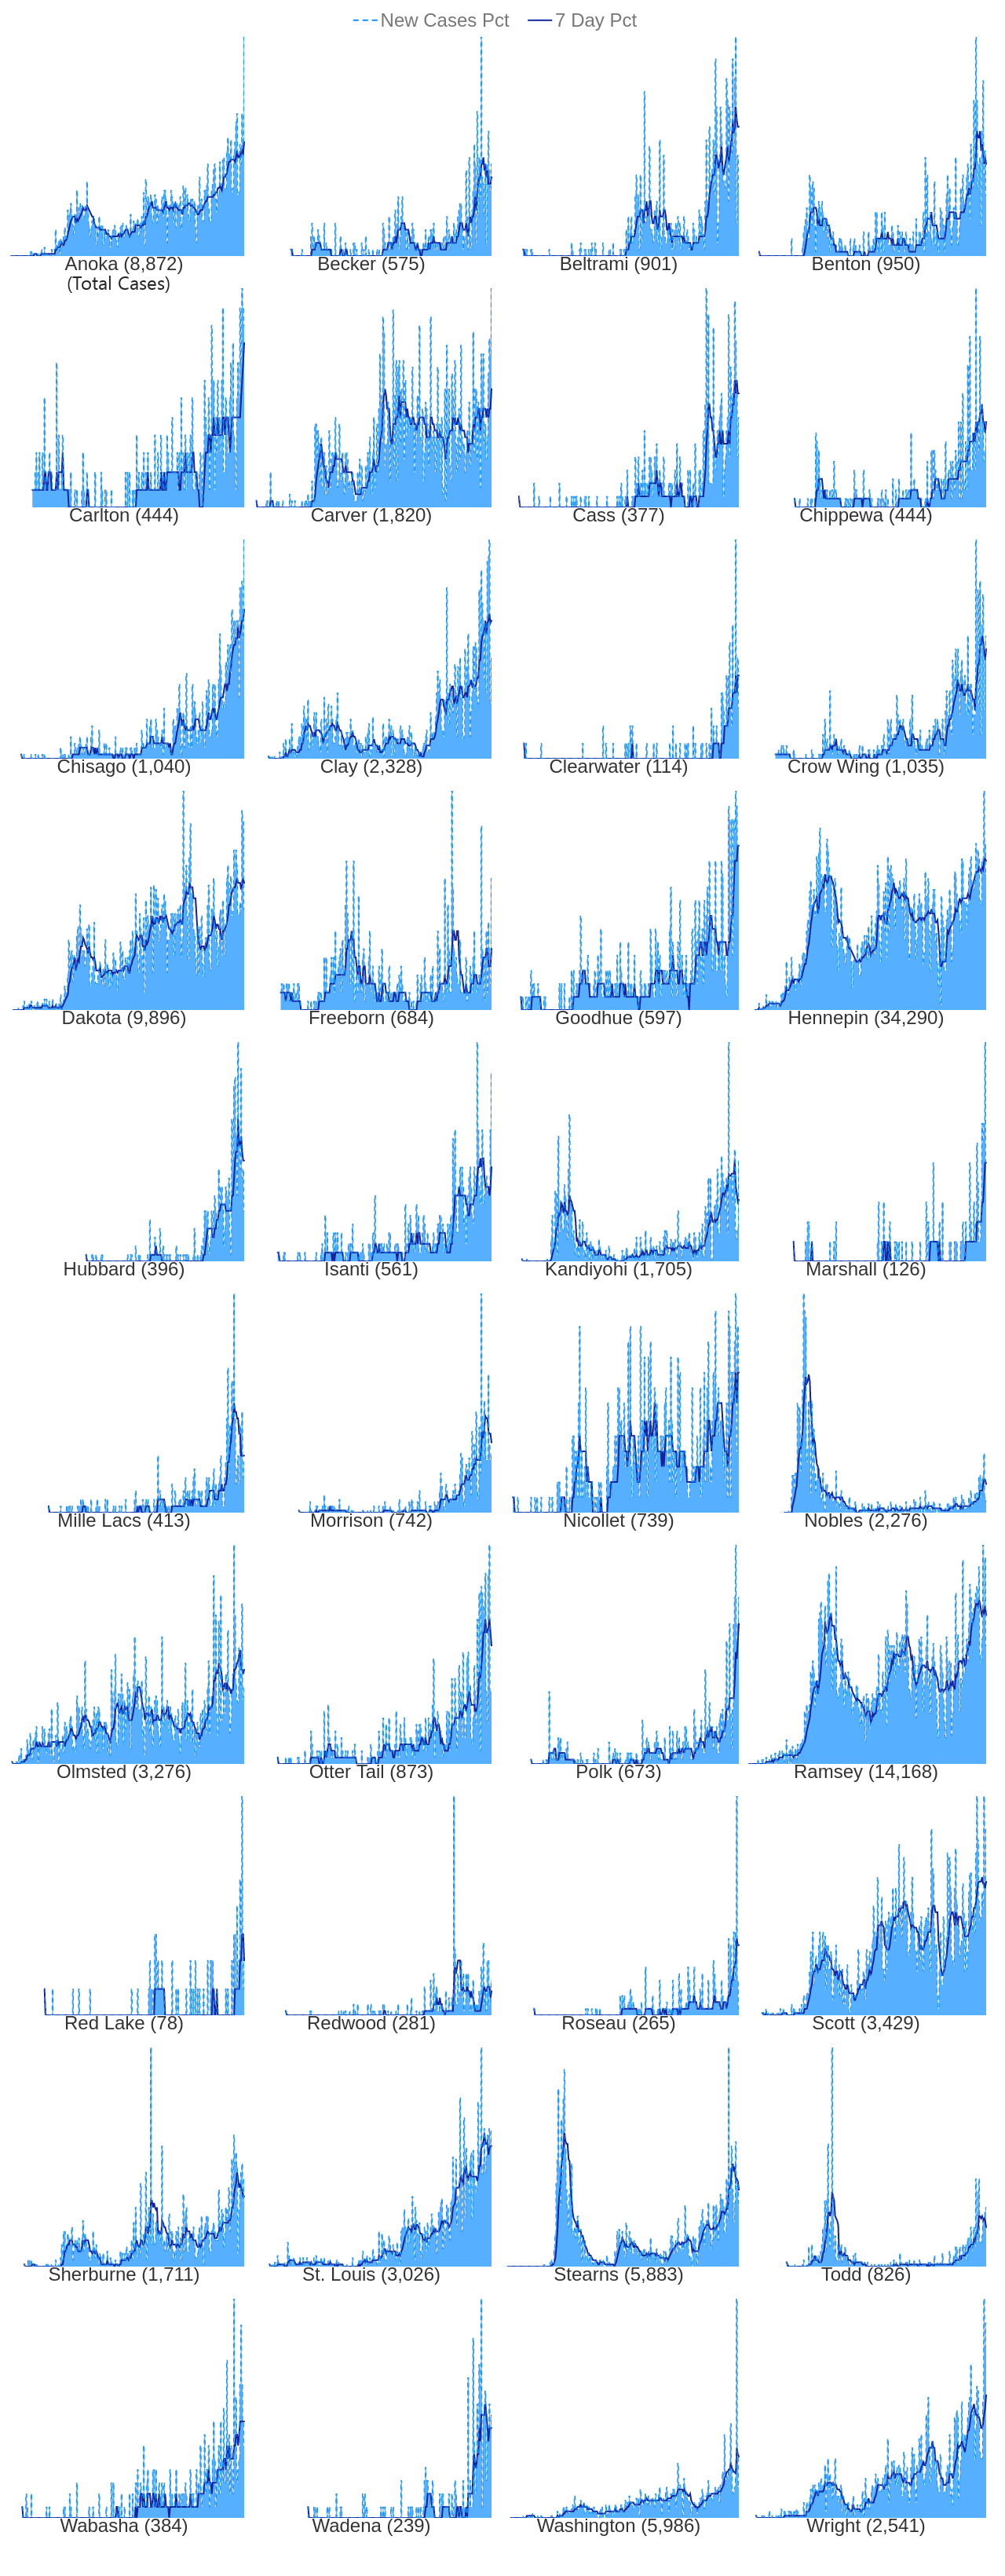 New Cases Pct 7 Day Pct
Anoka (8,872) Becker (575) Beltrami (901) Benton (950)
(Total Cases)
Carlton (444) Carver (1,820) Cass (377) Chippewa (444)
Chisago (1,040) Clay (2,328) Clearwater (114) Crow Wing (1,035)
Dakota (9,896) Freeborn (684) Goodhue (597) Hennepin (34,290)
Hubbard (396) Isanti (561) Kandiyohi (1,705) Marshall (126)
Mille Lacs (413) Morrison (742) Nicollet (739) Nobles (2,276)
Olmsted (3,276) Otter Tail (873) Polk (673) Ramsey (14,168)
Red Lake (78) Redwood (281) Roseau (265) Scott (3,429)
Sherburne (1,711) St. Louis (3,026) Stearns (5,883) Todd (826)
Wabasha (384) Wadena (239) Washington (5,986) Wright (2,541)